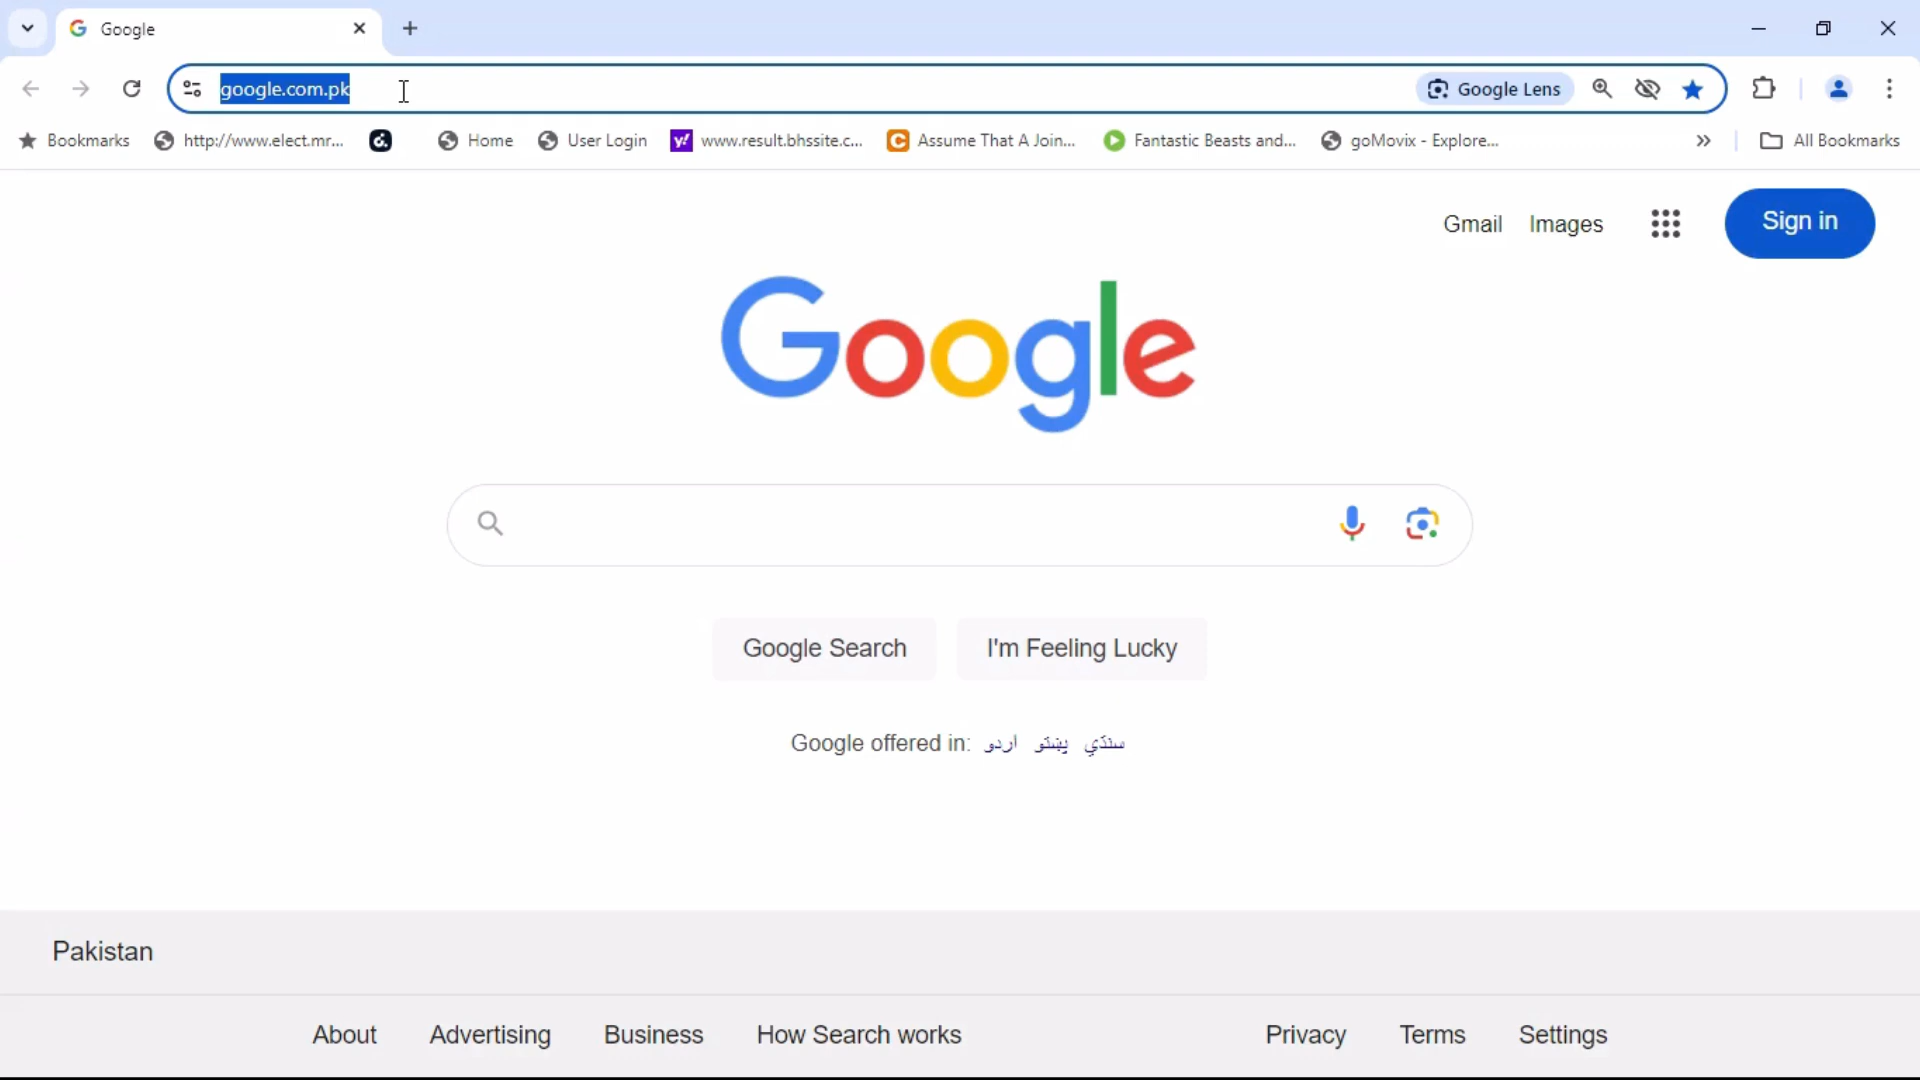 Google
google.com.pk
Google Lens
Bookmarks http://www.elect.mr... Home User Login www.result.bhssite.c... Assume That A Join... Fantastic Beasts and... goMovix - Explore... » All Bookmarks
Gmail Images Sign in
Google
Google Search I'm Feeling Lucky
Google offered in: اردو پښتو سنڌي
Pakistan
About Advertising Business How Search works Privacy Terms Settings